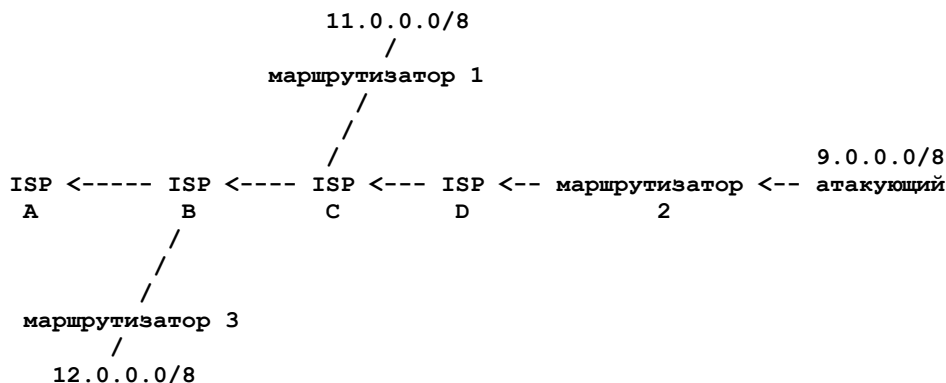 11.0.0.0/8
/
маршрутизатор 1
/
/
/
9.0.0.0/8
ISP <----- ISP <---- ISP <--- ISP <-- маршрутизатор <-- атакующий
A B C D 2
/
/
/
маршрутизатор 3
/
12.0.0.0/8